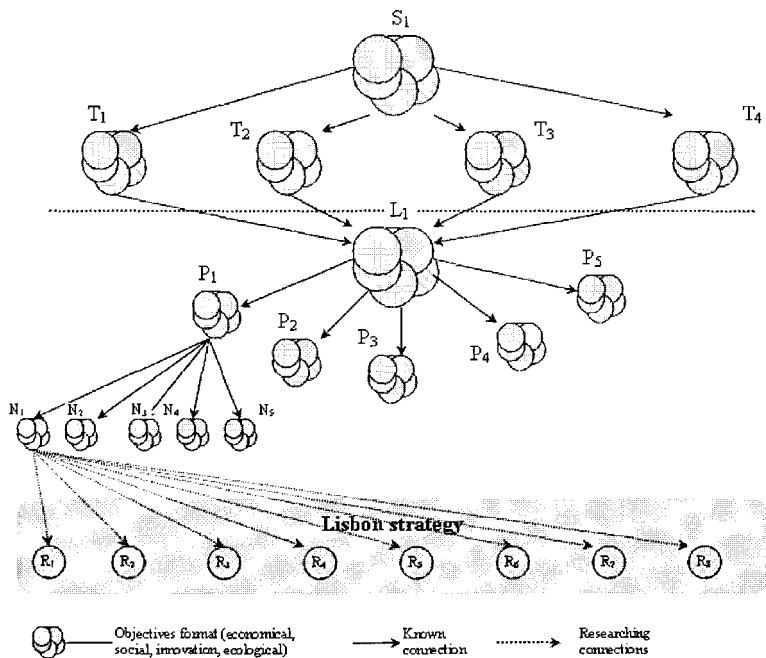 S1
T1
T2
T3
T4
L1
P1
P2
P3
P4
P5
N1
N2
N3
N4
N5
Lisbon strategy
R1
R2
R3
R4
R5
R6
R7
R8
Objectives format (economical,
social, innovation, ecological)
Known
connection
Researching
connections